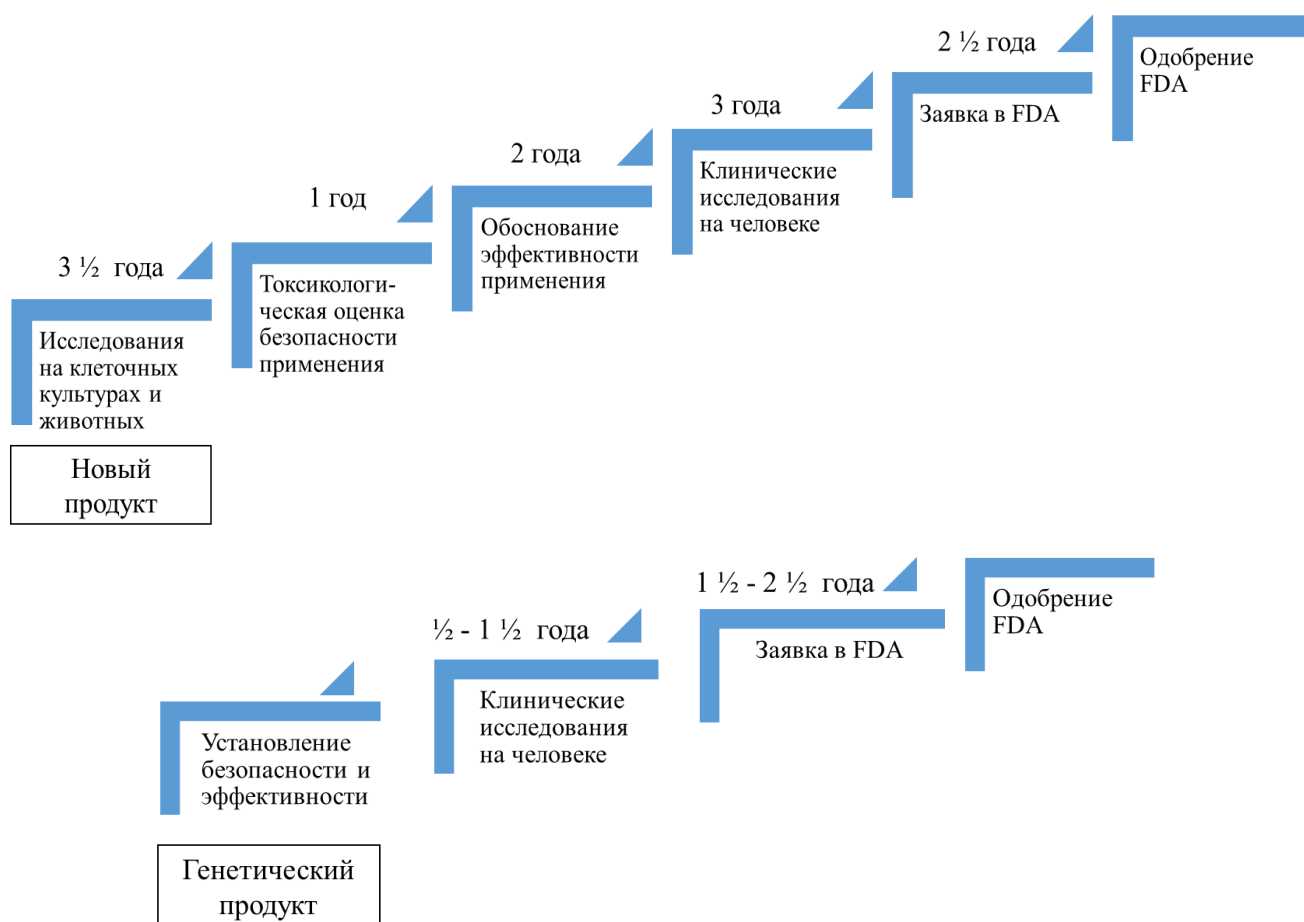 3 ½ года
Исследования
на клеточных
культурах и
животных
Новый
продукт
1 год
Токсикологи-
ческая оценка
безопасности
применения
2 года
Обоснование
эффективности
применения
3 года
Клинические
исследования
на человеке
2 ½ года
Заявка в FDA
Одобрение
FDA
Установление
безопасности и
эффективности
Генетический
продукт
½ - 1 ½ года
Клинические
исследования
на человеке
1 ½ - 2 ½ года
Заявка в FDA
Одобрение
FDA